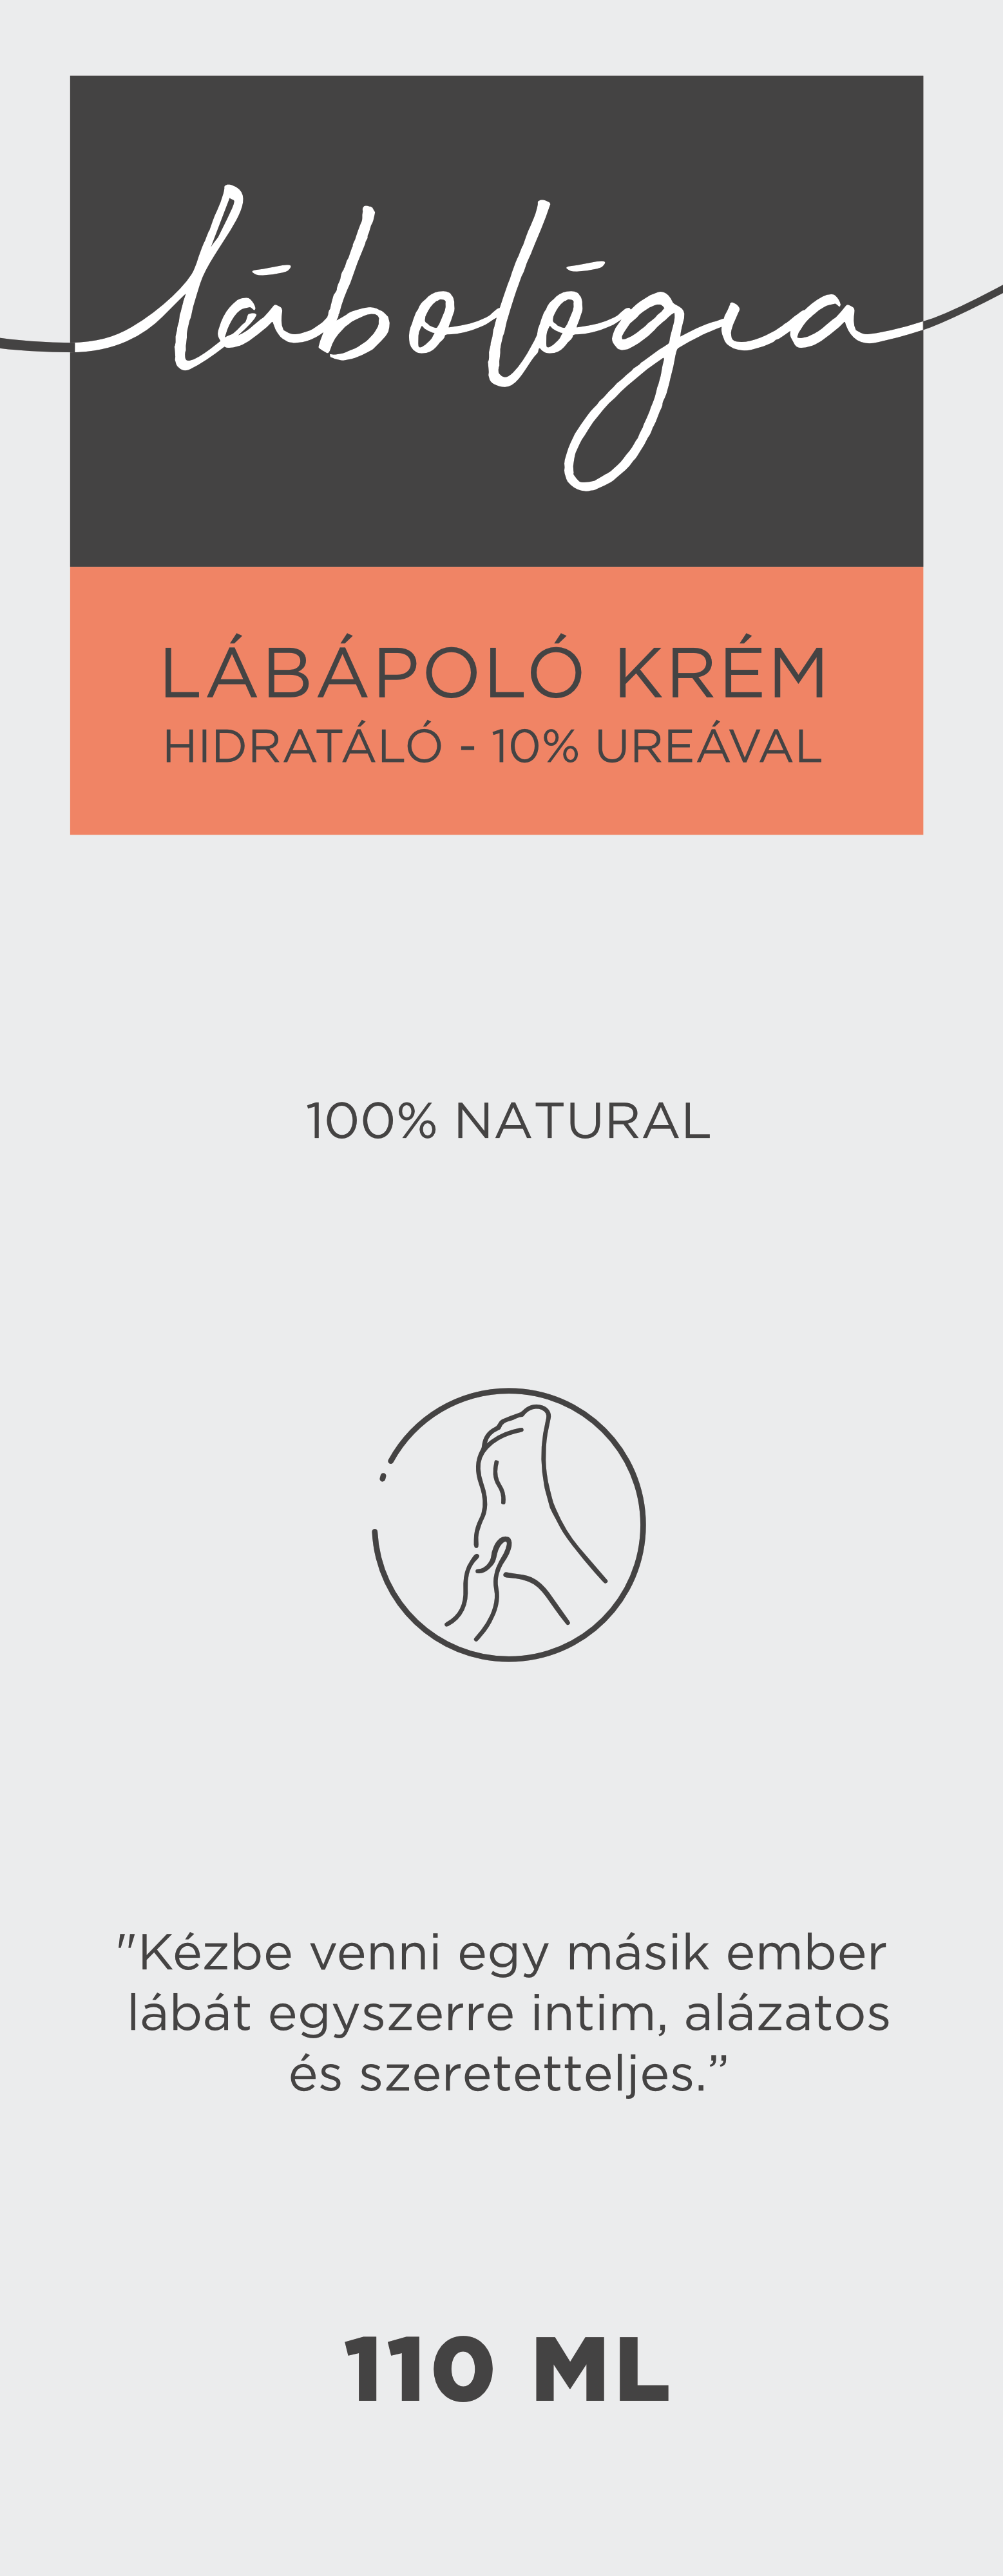 lábológia
LÁBÁPOLÓ KRÉM
HIDRATÁLÓ - 10% UREÁVAL
100% NATURAL
"Kézbe venni egy másik ember
lábát egyszerre intim, alázatos
és szeretetteljes.”
110 ML